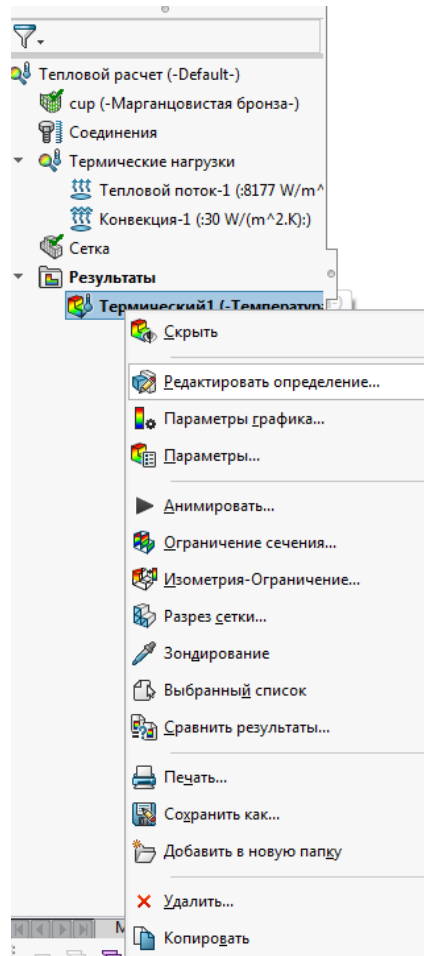 Тепловой расчет (-Default-)
cup (-Марганцовистая бронза-)
Соединения
Термические нагрузки
Тепловой поток-1 (:8177 W/m^
Конвекция-1 (:30 W/(m^2.K):)
Сетка
Результаты
Термический1 (-Температура
Скрыть
Редактировать определение...
Параметры графика...
Параметры...
Анимировать...
Ограничение сечения...
Изометрия-Ограничение...
Разрез сетки...
Зондирование
Выбранный список
Сравнить результаты...
Печать...
Сохранить как...
Добавить в новую папку
Удалить...
М
Копировать